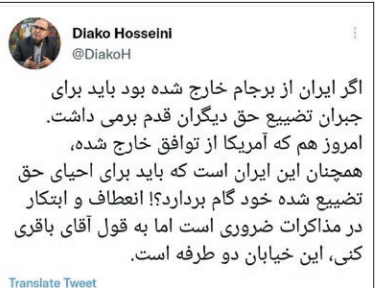 Diako Hosseini
@DiakoH
اگر ایران از برجام خارج شده بود باید برای
جبران تضییع حق دیگران قدم برمی داشت.
امروز هم که آمریکا از توافق خارج شده،
همچنان این ایران است که باید برای احیای حق
تضییع شده خود گام بردارد؟! انعطاف و ابتکار
در مذاکرات ضروری است اما به قول آقای باقری
کنی، این خیابان دو طرفه است.
Translate Tweet